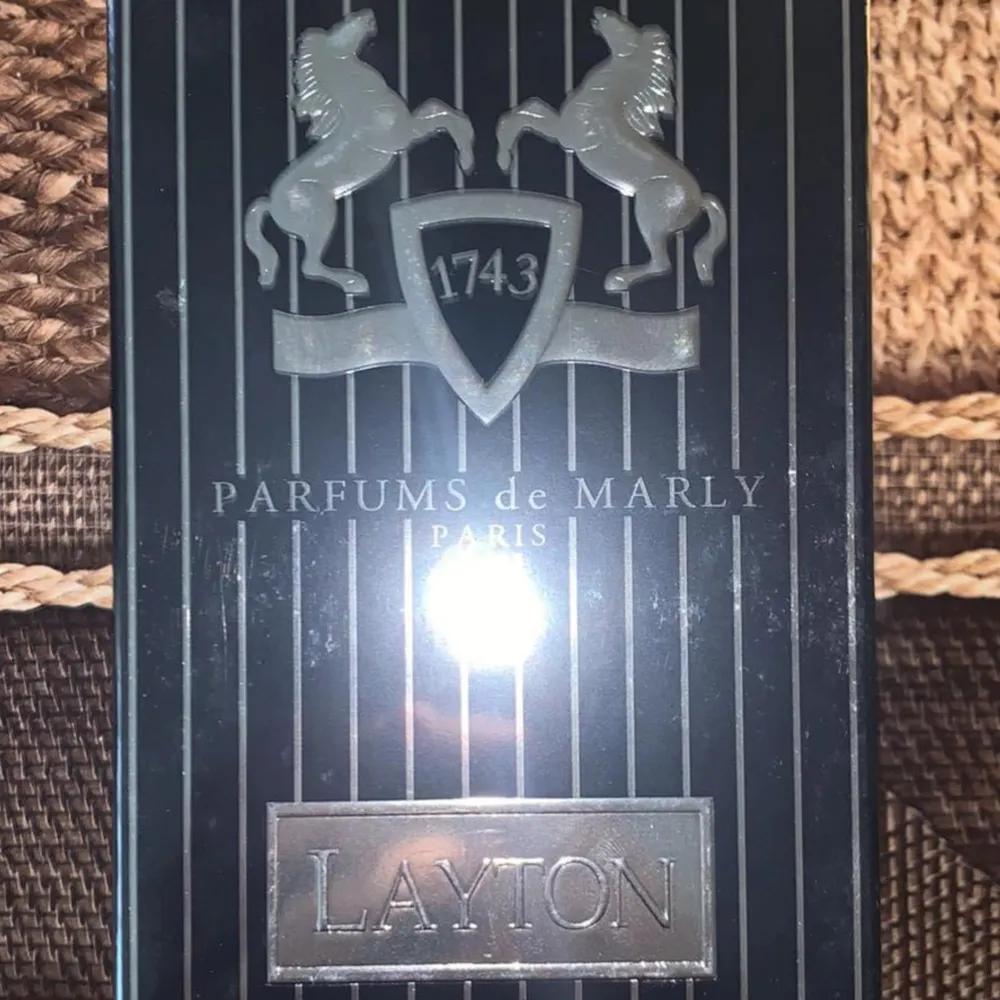 1743
PARFUMS de MARLY
PARIS
LAYTON